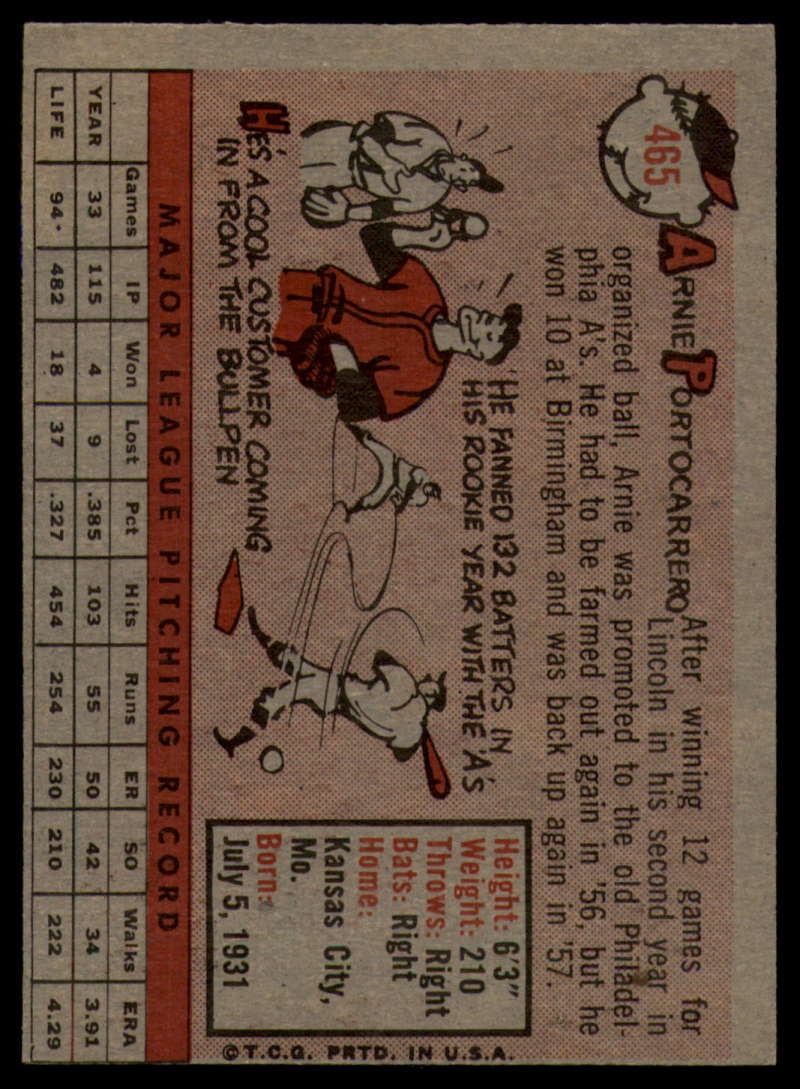 465
ARNIE PORTOCARRERO
After winning 12 games for
Lincoln in his second year in
organized ball, Arnie was promoted to the old Philadel-
phia A's. He had to be farmed out again in '56, but he
won 10 at Birmingham and was back up again in '57.
HE FANNED 132 BATTERS IN
HIS ROOKIE YEAR WITH THE 'A'S
HE'S A COOL CUSTOMER COMING
IN FROM THE BULLPEN
Height: 6'3"
Weight: 210
Throws: Right
Bats: Right
Home:
Kansas City,
Mo.
Born:
July 5, 1931
MAJOR LEAGUE PITCHING RECORD
Games IP Won Lost Pct Hits Runs ER SO Walks ERA
YEAR 33 115 4 9 .385 103 55 50 42 34 3.91
LIFE 94• 482 18 37 .327 454 254 230 210 222 4.29
©T.C.G. PRTD. IN U.S.A.